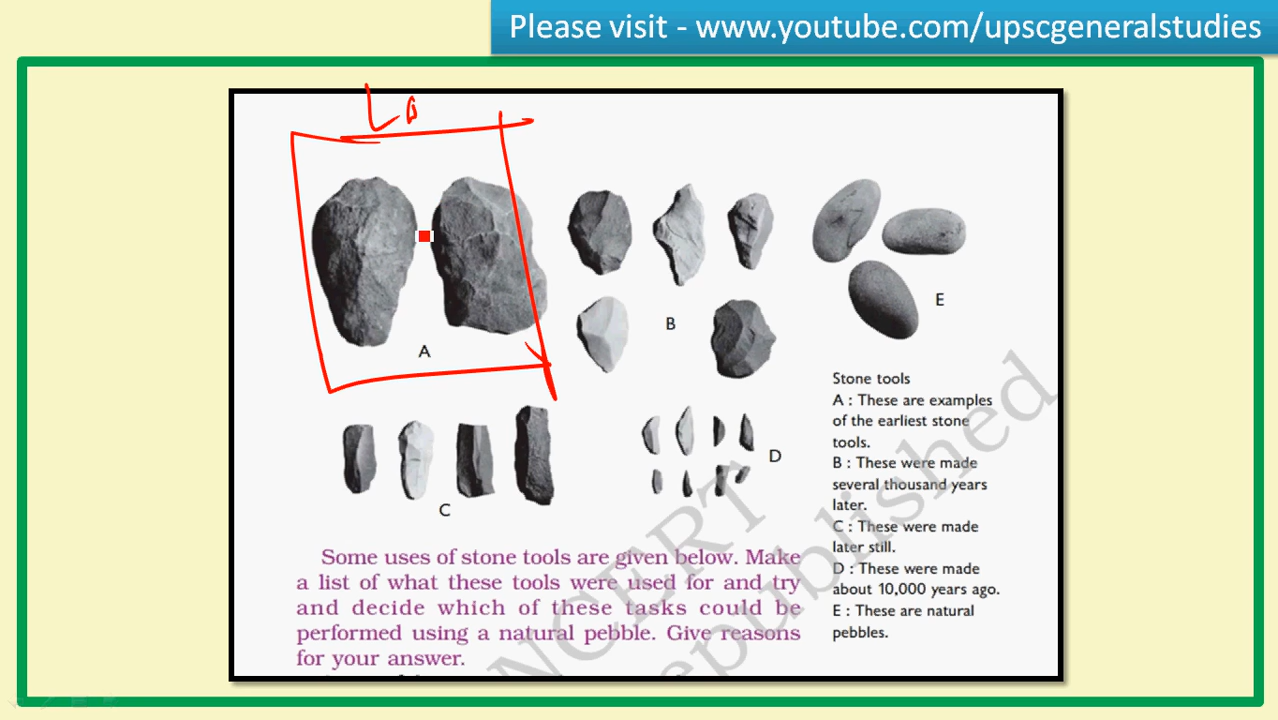 Please visit - www.youtube.com/upscgeneralstudies
A
B
E
C
D
Stone tools
A : These are examples
of the earliest stone
tools.
B : These were made
several thousand years
later.
C : These were made
later still.
D : These were made
about 10,000 years ago.
E : These are natural
pebbles.
Some uses of stone tools are given below. Make
a list of what these tools were used for and try
and decide which of these tasks could be
performed using a natural pebble. Give reasons
for your answer.
NCERT
republished